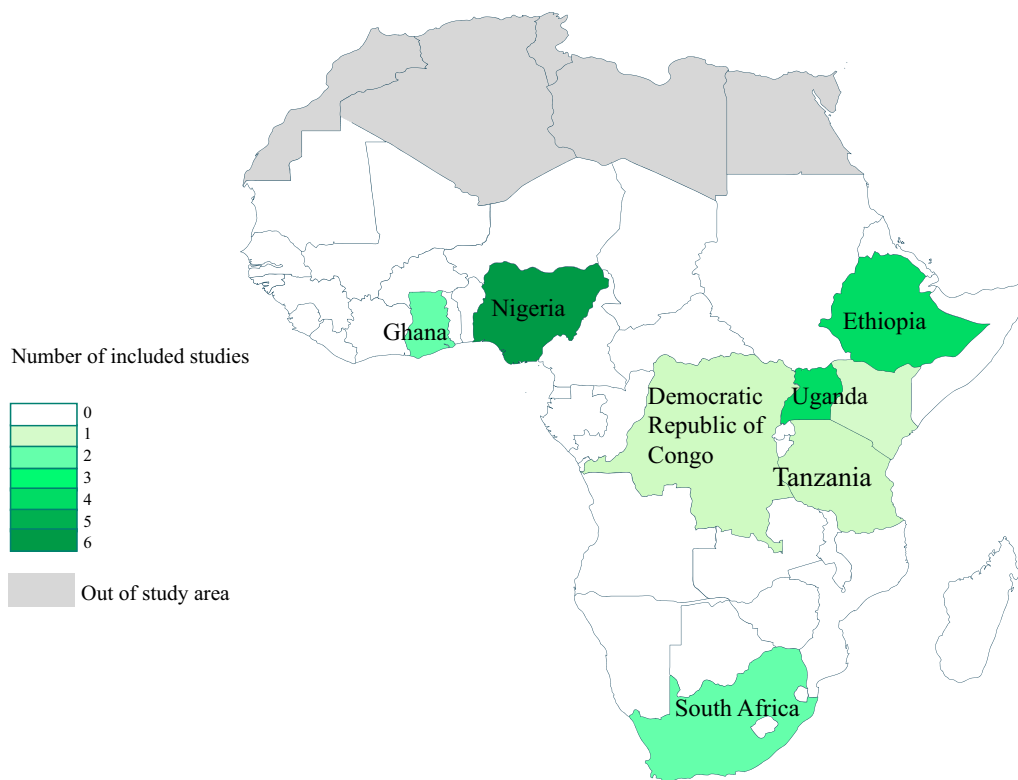 Nigeria
Ghana
Ethiopia
Number of included studies
Democratic
Republic of
Congo
Uganda
0
1
2
3
4
5
6
Tanzania
Out of study area
South Africa